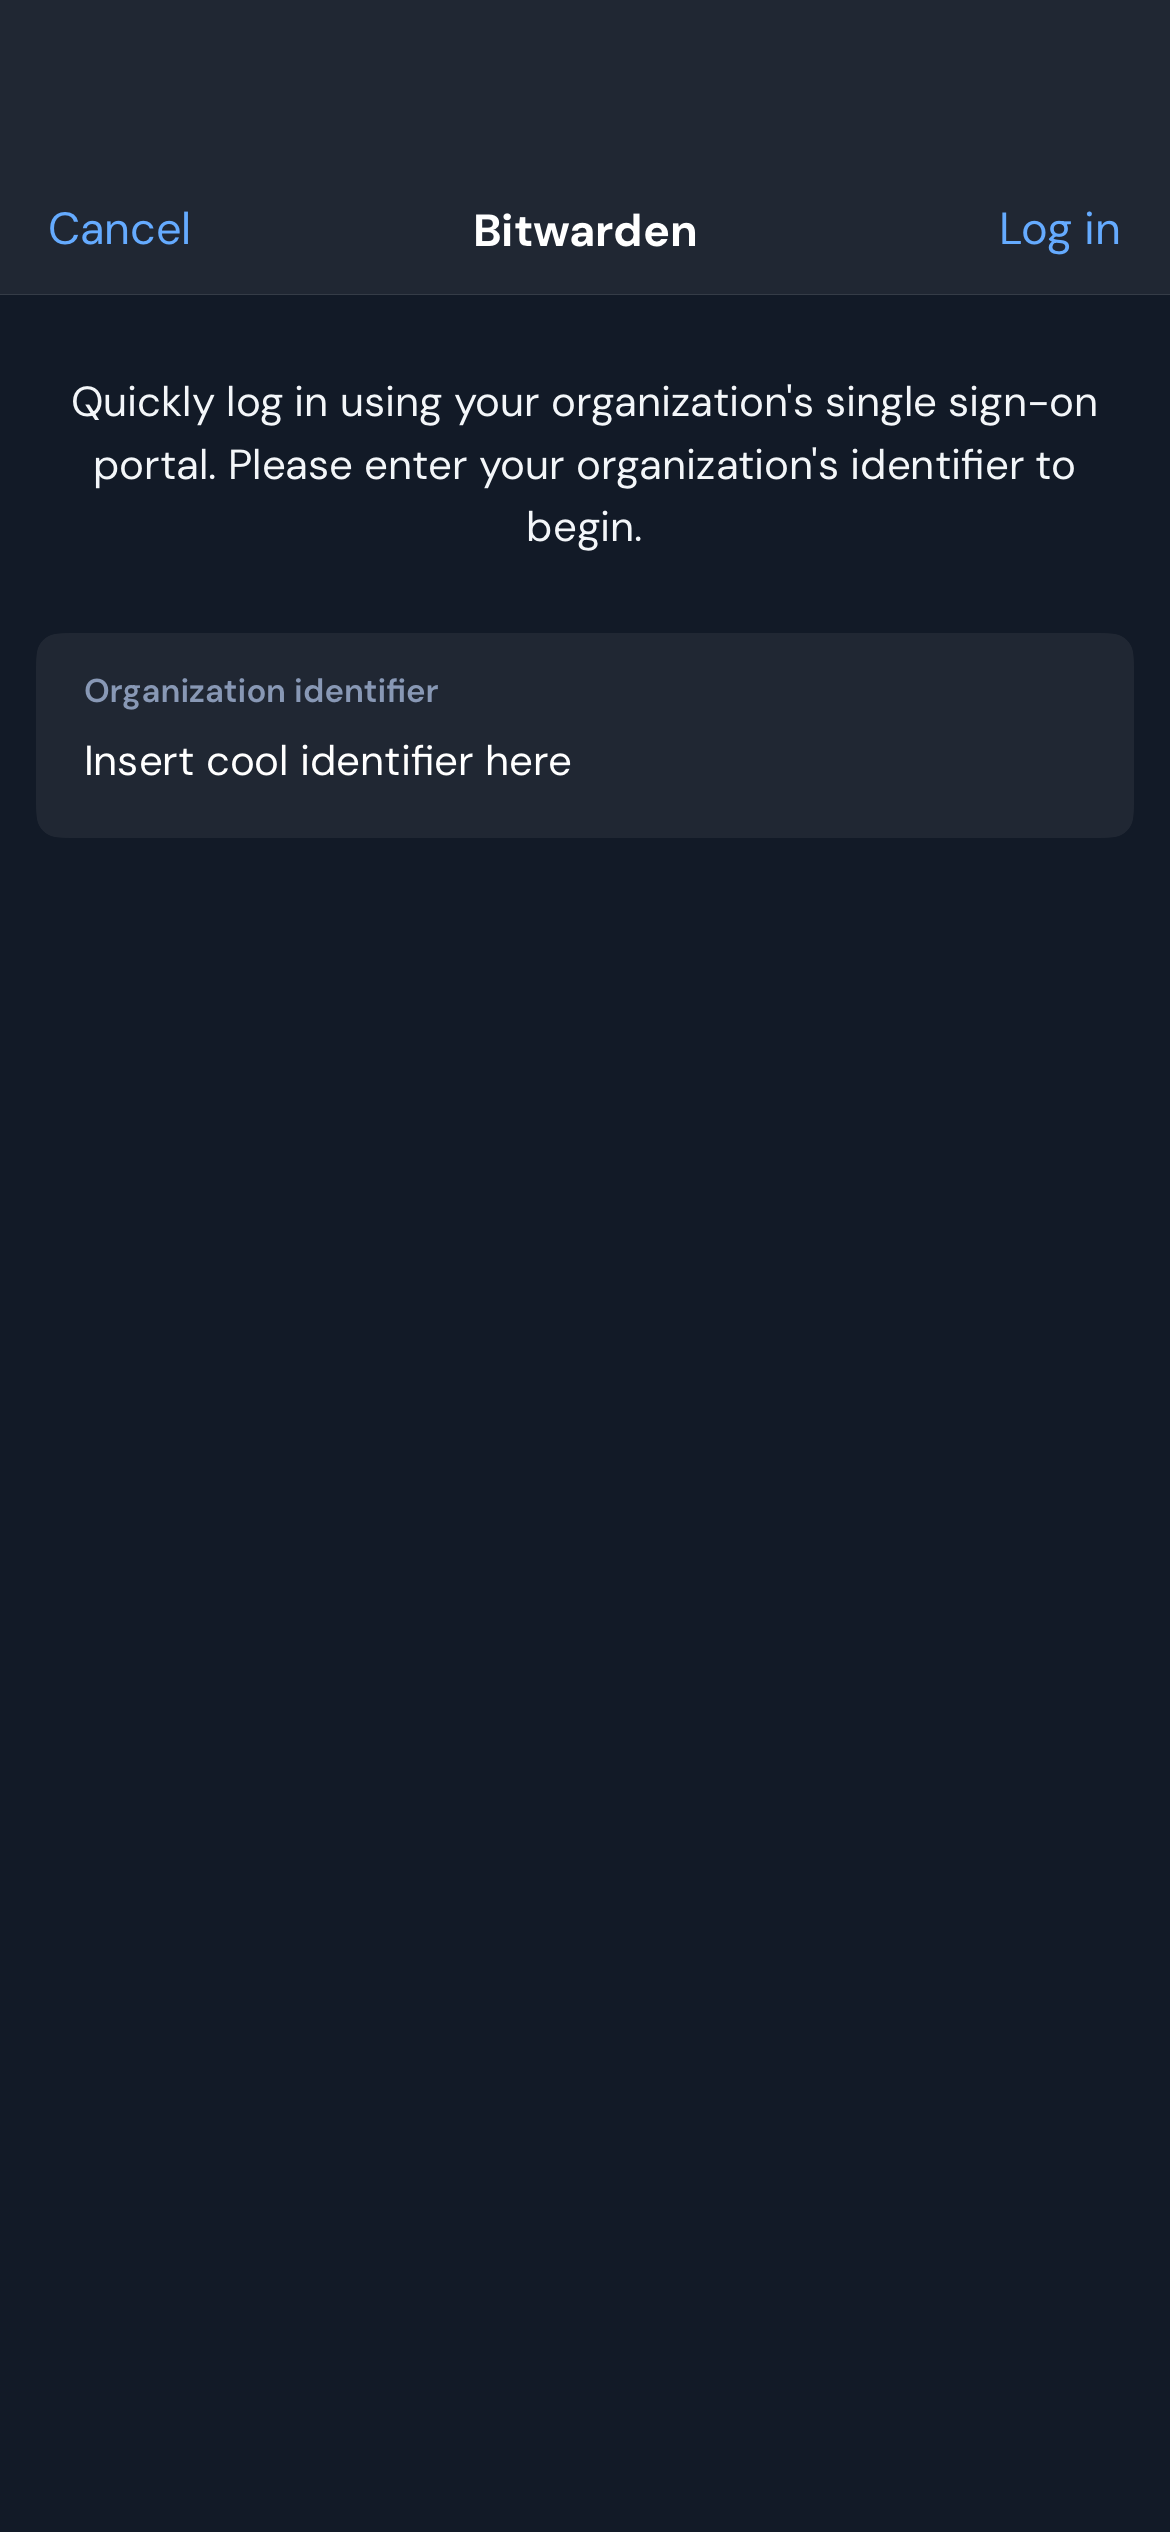 Cancel Bitwarden Log in
Quickly log in using your organization's single sign-on
portal. Please enter your organization's identifier to
begin.
Organization identifier
Insert cool identifier here